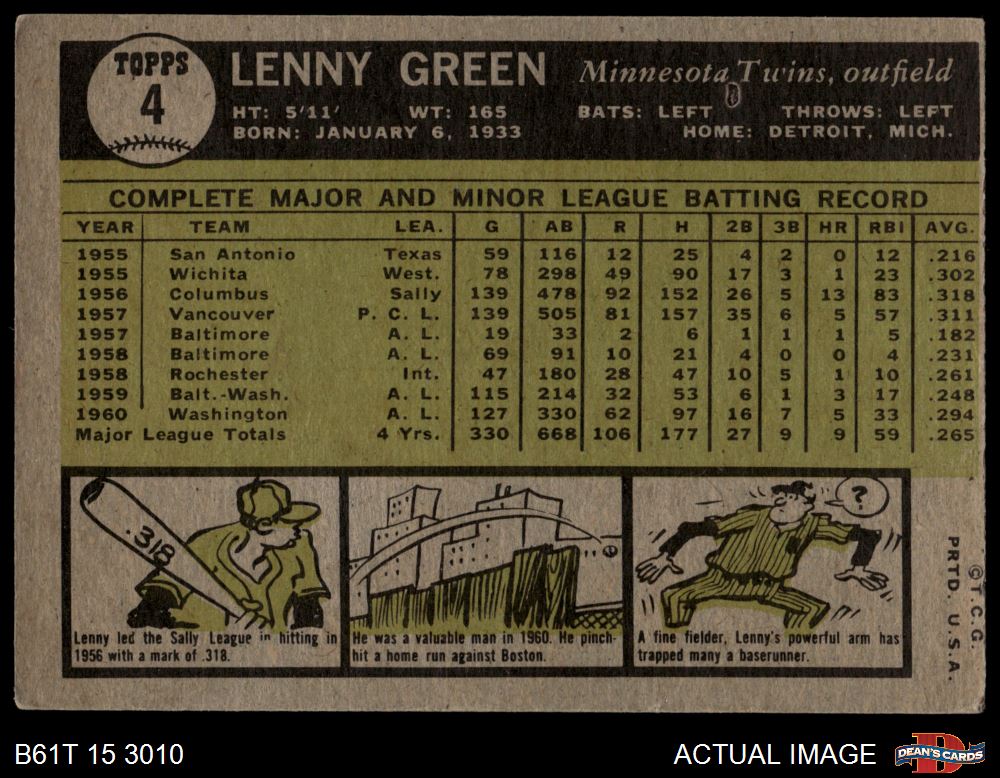 TOPPS
4
LENNY GREEN Minnesota Twins, outfield
HT: 5'11' WT: 165 BATS: LEFT THROWS: LEFT
BORN: JANUARY 6, 1933 HOME: DETROIT, MICH.
COMPLETE MAJOR AND MINOR LEAGUE BATTING RECORD
YEAR TEAM LEA. G AB R H 2B 3B HR RBI AVG.
1955 San Antonio Texas 59 116 12 25 4 2 0 12 .216
1955 Wichita West. 78 298 49 90 17 3 1 23 .302
1956 Columbus Sally 139 478 92 152 26 5 13 83 .318
1957 Vancouver P. C. L. 139 505 81 157 35 6 5 57 .311
1957 Baltimore A. L. 19 33 2 6 1 1 1 5 .182
1958 Baltimore A. L. 69 91 10 21 4 0 0 4 .231
1958 Rochester Int. 47 180 28 47 10 5 1 10 .261
1959 Balt.-Wash. A. L. 115 214 32 53 6 1 3 17 .248
1960 Washington A. L. 127 330 62 97 16 7 5 33 .294
Major League Totals 4 Yrs. 330 668 106 177 27 9 9 59 .265
.318
Lenny led the Sally League in hitting in
1956 with a mark of .318.
He was a valuable man in 1960. He pinch-
hit a home run against Boston.
?
A fine fielder, Lenny's powerful arm has
trapped many a baserunner.
© T. C. G.
PRTD. U. S. A.
B61T 15 3010 ACTUAL IMAGE
D
DEAN'S CARDS